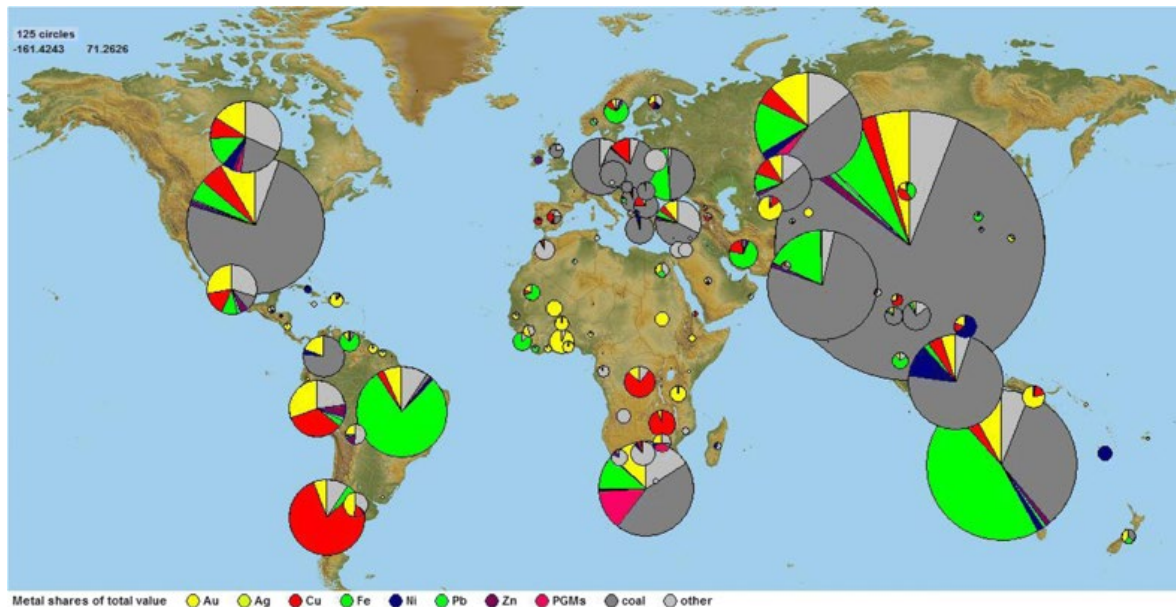 125 circles
-161.4243 71.2626
Metal shares of total value Au Ag Cu Fe Ni Pb Zn PGMs coal other